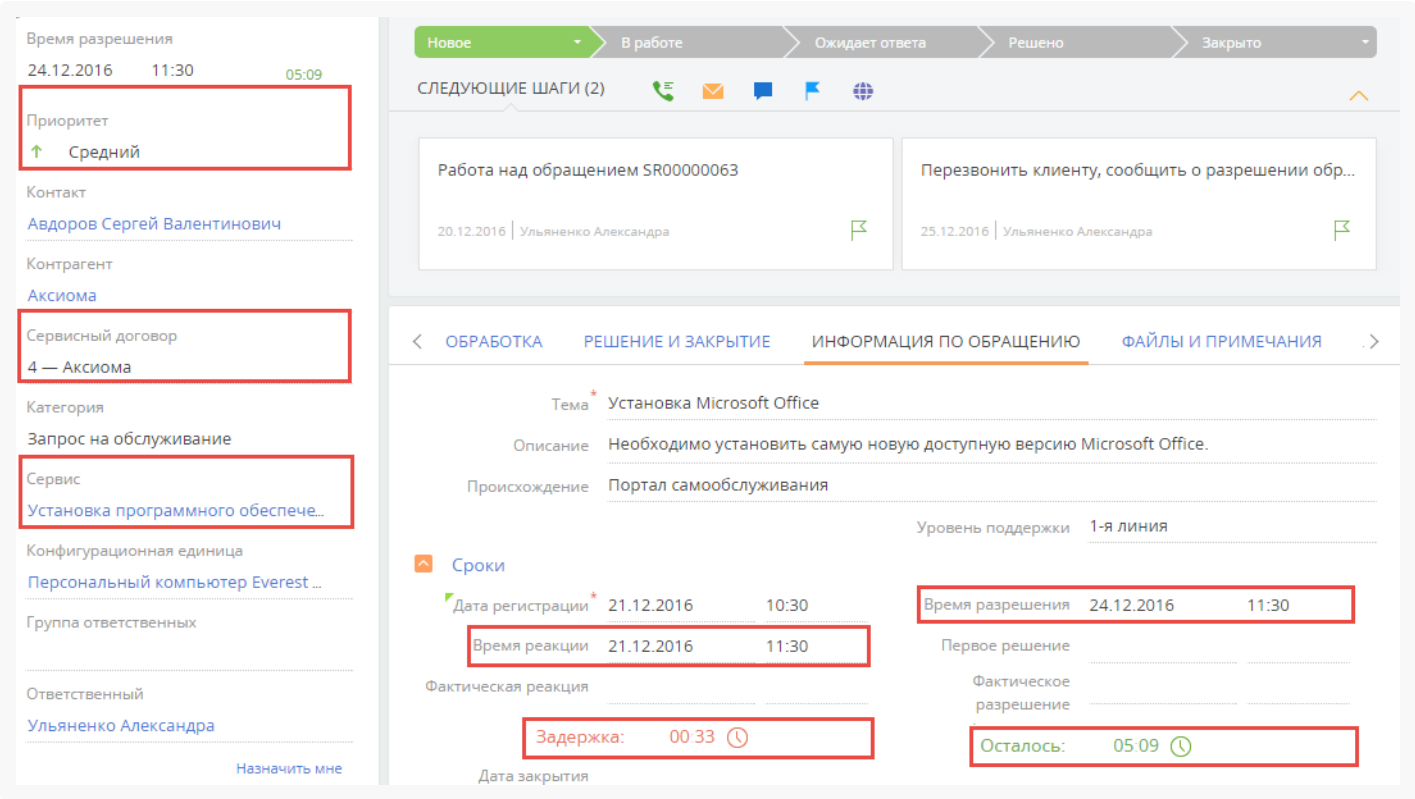 Время разрешения
24.12.2016 11:30 05:09
Приоритет
Средний
Контакт
Авдоров Сергей Валентинович
Контрагент
Аксиома
Сервисный договор
4 — Аксиома
Категория
Запрос на обслуживание
Сервис
Установка программного обеспече...
Конфигурационная единица
Персональный компьютер Everest ...
Группа ответственных
Ответственный
Ульяненко Александра
Назначить мне
Новое В работе Ожидает ответа Решено Закрыто
СЛЕДУЮЩИЕ ШАГИ (2)
Работа над обращением SR00000063
20.12.2016 Ульяненко Александра
Перезвонить клиенту, сообщить о разрешении обр...
25.12.2016 Ульяненко Александра
ОБРАБОТКА РЕШЕНИЕ И ЗАКРЫТИЕ ИНФОРМАЦИЯ ПО ОБРАЩЕНИЮ ФАЙЛЫ И ПРИМЕЧАНИЯ
Тема* Установка Microsoft Office
Описание Необходимо установить самую новую доступную версию Microsoft Office.
Происхождение Портал самообслуживания
Уровень поддержки 1-я линия
Сроки
Дата регистрации* 21.12.2016 10:30
Время разрешения 24.12.2016 11:30
Время реакции 21.12.2016 11:30
Первое решение
Фактическая реакция
Фактическое
разрешение
Задержка: 00:33
Осталось: 05:09
Дата закрытия